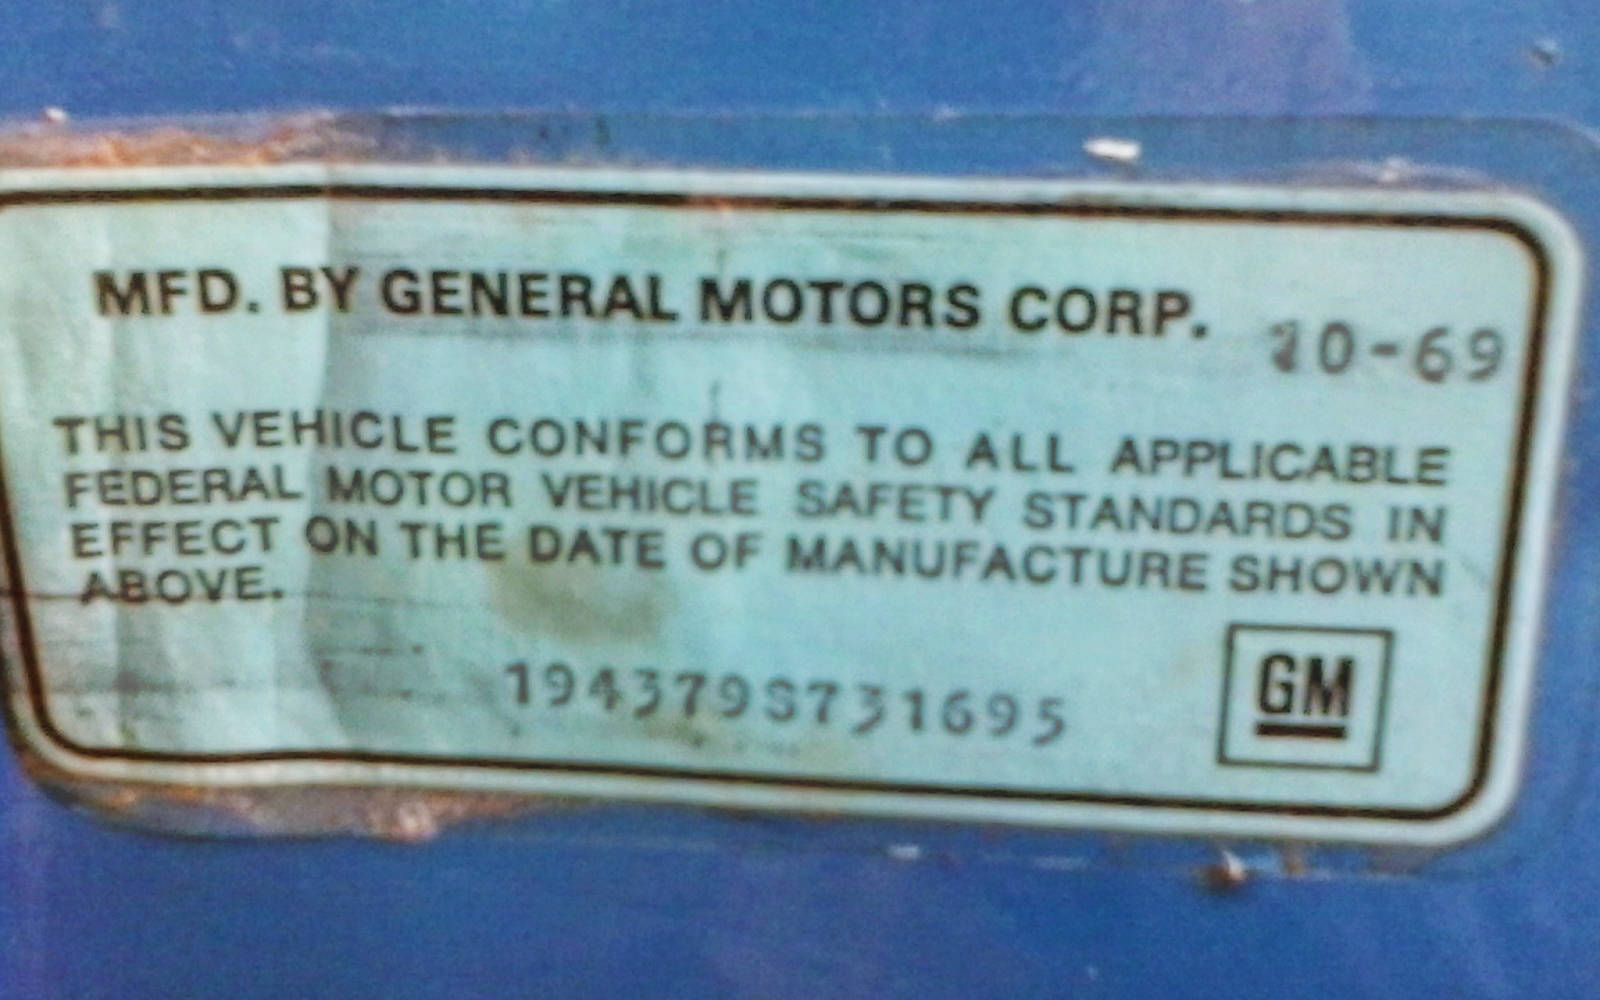 MFD. BY GENERAL MOTORS CORP. 10-69
THIS VEHICLE CONFORMS TO ALL APPLICABLE
FEDERAL MOTOR VEHICLE SAFETY STANDARDS IN
EFFECT ON THE DATE OF MANUFACTURE SHOWN
ABOVE.
194379S731695
GM